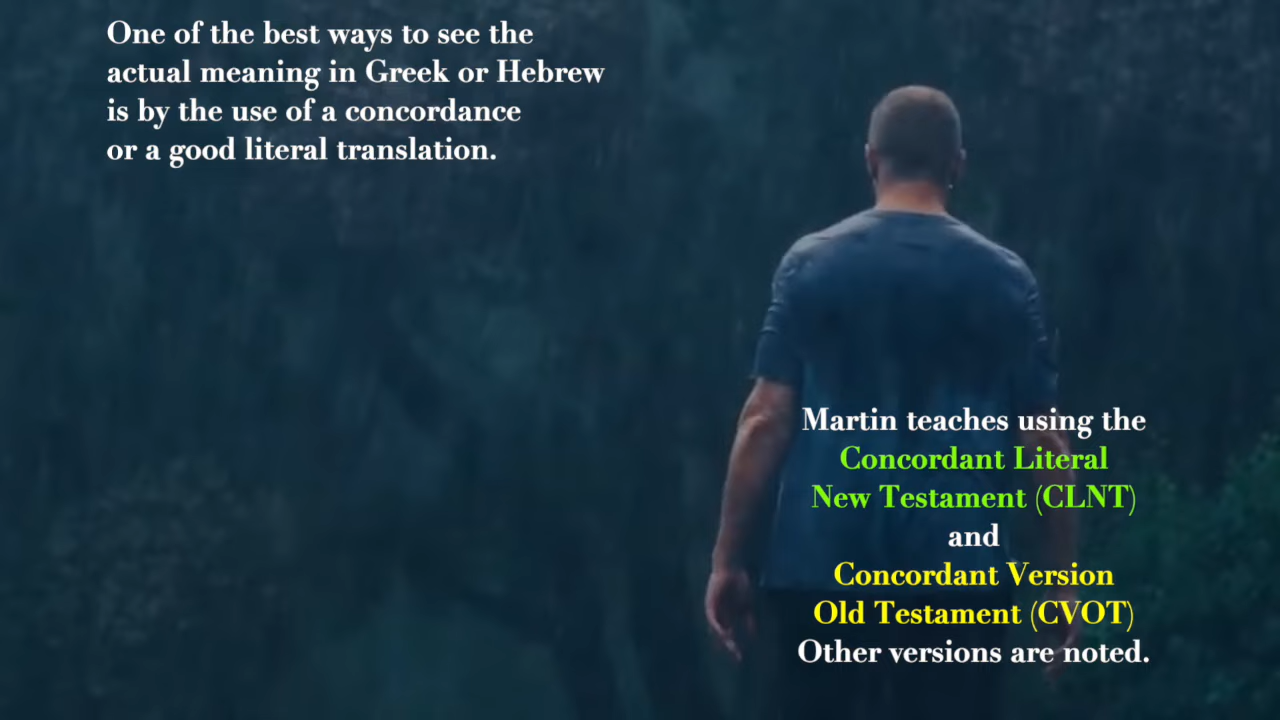 One of the best ways to see the
actual meaning in Greek or Hebrew
is by the use of a concordance
or a good literal translation.
Martin teaches using the
Concordant Literal
New Testament (CLNT)
and
Concordant Version
Old Testament (CVOT)
Other versions are noted.